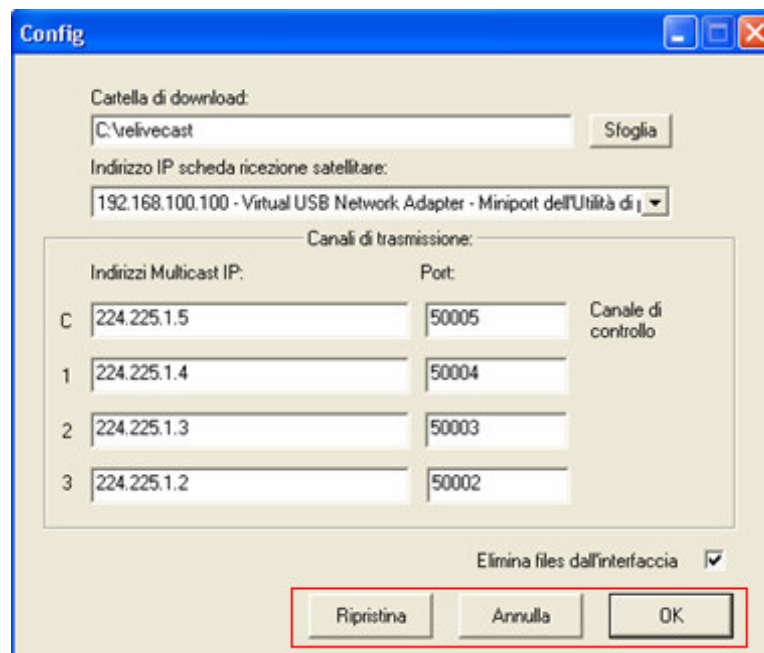 Config
Cartella di download:
C:\relivecast
Sfoglia
Indirizzo IP scheda ricezione satellitare:
192.168.100.100 - Virtual USB Network Adapter - Miniport dell'Utilità di
Canali di trasmissione:
Indirizzi Multicast IP: Port:
C 224.225.1.5 50005 Canale di
controllo
1 224.225.1.4 50004
2 224.225.1.3 50003
3 224.225.1.2 50002
Elimina files dall'interfaccia
Ripristina Annulla OK